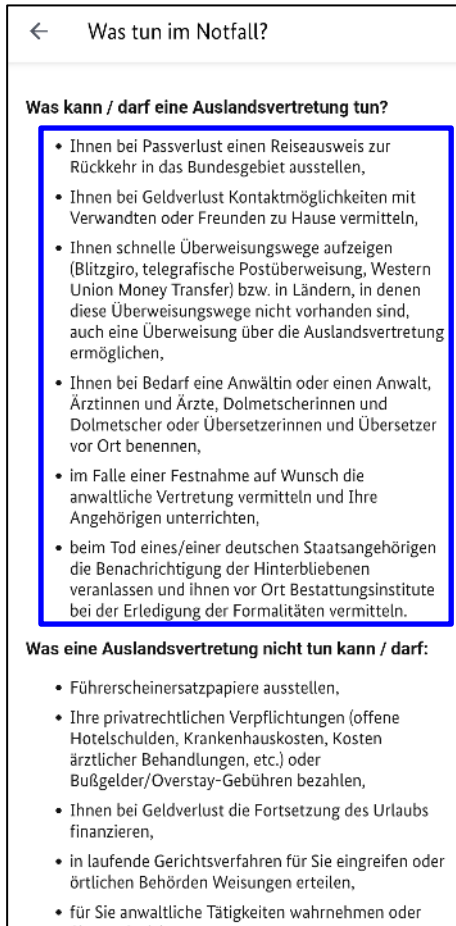 ← Was tun im Notfall?
Was kann / darf eine Auslandsvertretung tun?
• Ihnen bei Passverlust einen Reiseausweis zur
Rückkehr in das Bundesgebiet ausstellen,
• Ihnen bei Geldverlust Kontaktmöglichkeiten mit
Verwandten oder Freunden zu Hause vermitteln,
• Ihnen schnelle Überweisungswege aufzeigen
(Blitzgiro, telegrafische Postüberweisung, Western
Union Money Transfer) bzw. in Ländern, in denen
diese Überweisungswege nicht vorhanden sind,
auch eine Überweisung über die Auslandsvertretung
ermöglichen,
• Ihnen bei Bedarf eine Anwältin oder einen Anwalt,
Ärztinnen und Ärzte, Dolmetscherinnen und
Dolmetscher oder Übersetzerinnen und Übersetzer
vor Ort benennen,
• im Falle einer Festnahme auf Wunsch die
anwaltliche Vertretung vermitteln und Ihre
Angehörigen unterrichten,
• beim Tod eines/einer deutschen Staatsangehörigen
die Benachrichtigung der Hinterbliebenen
veranlassen und ihnen vor Ort Bestattungsinstitute
bei der Erledigung der Formalitäten vermitteln.
Was eine Auslandsvertretung nicht tun kann / darf:
• Führerscheinersatzpapiere ausstellen,
• Ihre privatrechtlichen Verpflichtungen (offene
Hotelschulden, Krankenhauskosten, Kosten
ärztlicher Behandlungen, etc.) oder
Bußgelder/Overstay-Gebühren bezahlen,
• Ihnen bei Geldverlust die Fortsetzung des Urlaubs
finanzieren,
• in laufende Gerichtsverfahren für Sie eingreifen oder
örtlichen Behörden Weisungen erteilen,
• für Sie anwaltliche Tätigkeiten wahrnehmen oder